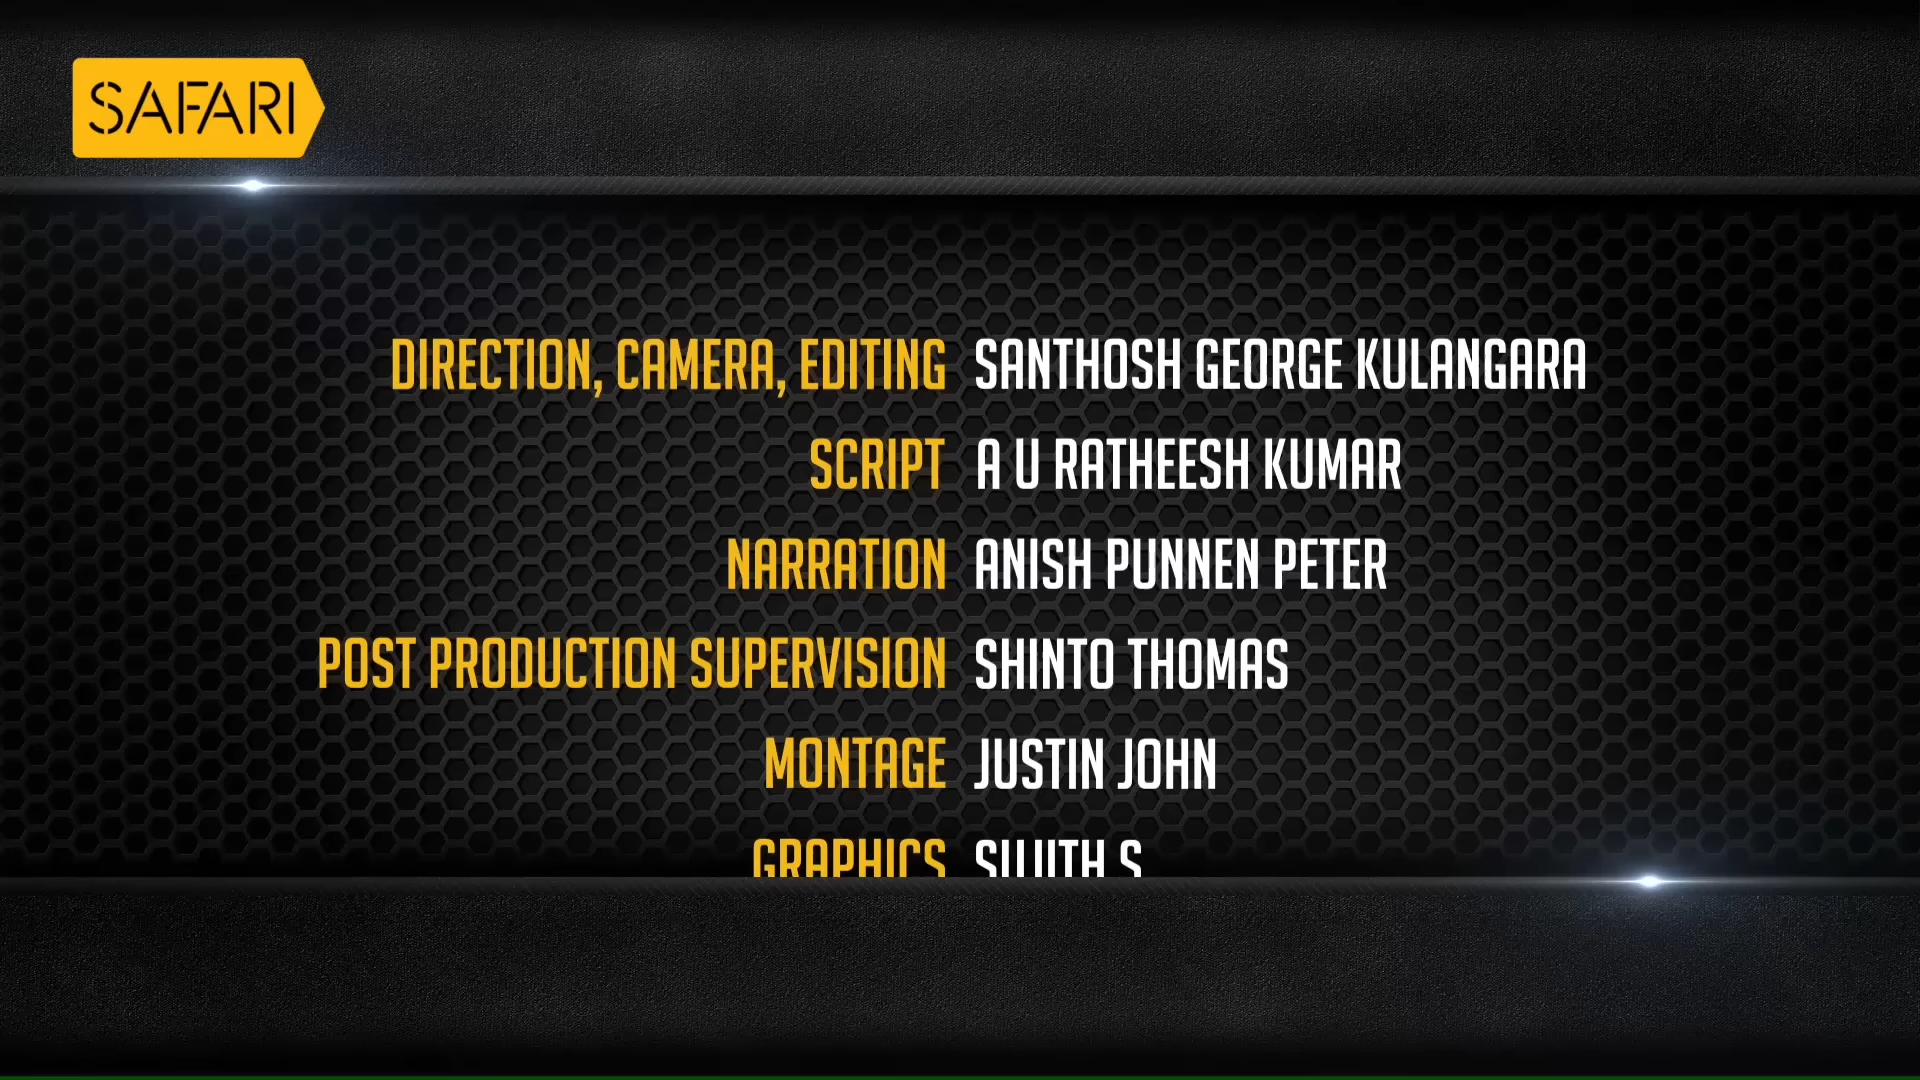 SAFARI
DIRECTION, CAMERA, EDITING SANTHOSH GEORGE KULANGARA
SCRIPT A U RATHEESH KUMAR
NARRATION ANISH PUNNEN PETER
POST PRODUCTION SUPERVISION SHINTO THOMAS
MONTAGE JUSTIN JOHN
GRAPHICS